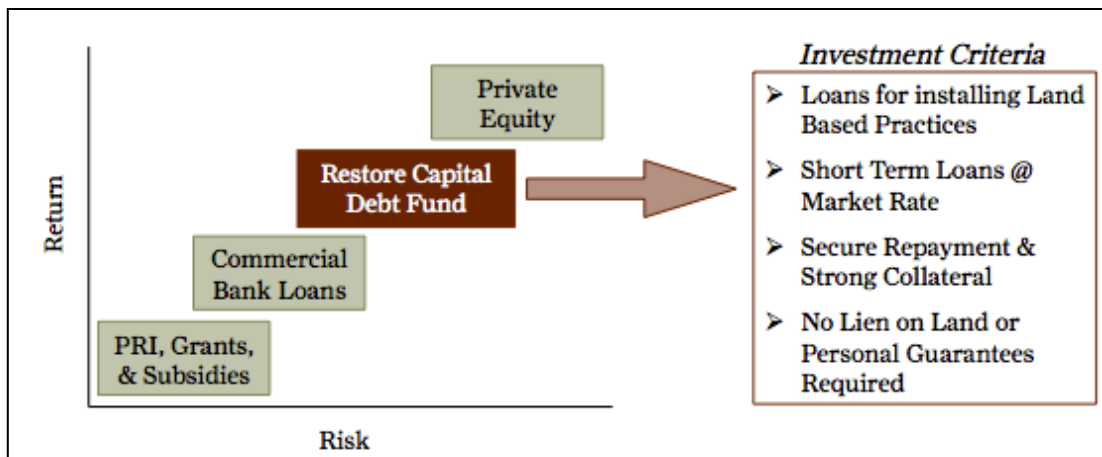 Return
Private
Equity
Restore Capital
Debt Fund
Commercial
Bank Loans
PRI, Grants,
& Subsidies
Risk
Investment Criteria
➢ Loans for installing Land
Based Practices
➢ Short Term Loans @
Market Rate
➢ Secure Repayment &
Strong Collateral
➢ No Lien on Land or
Personal Guarantees
Required